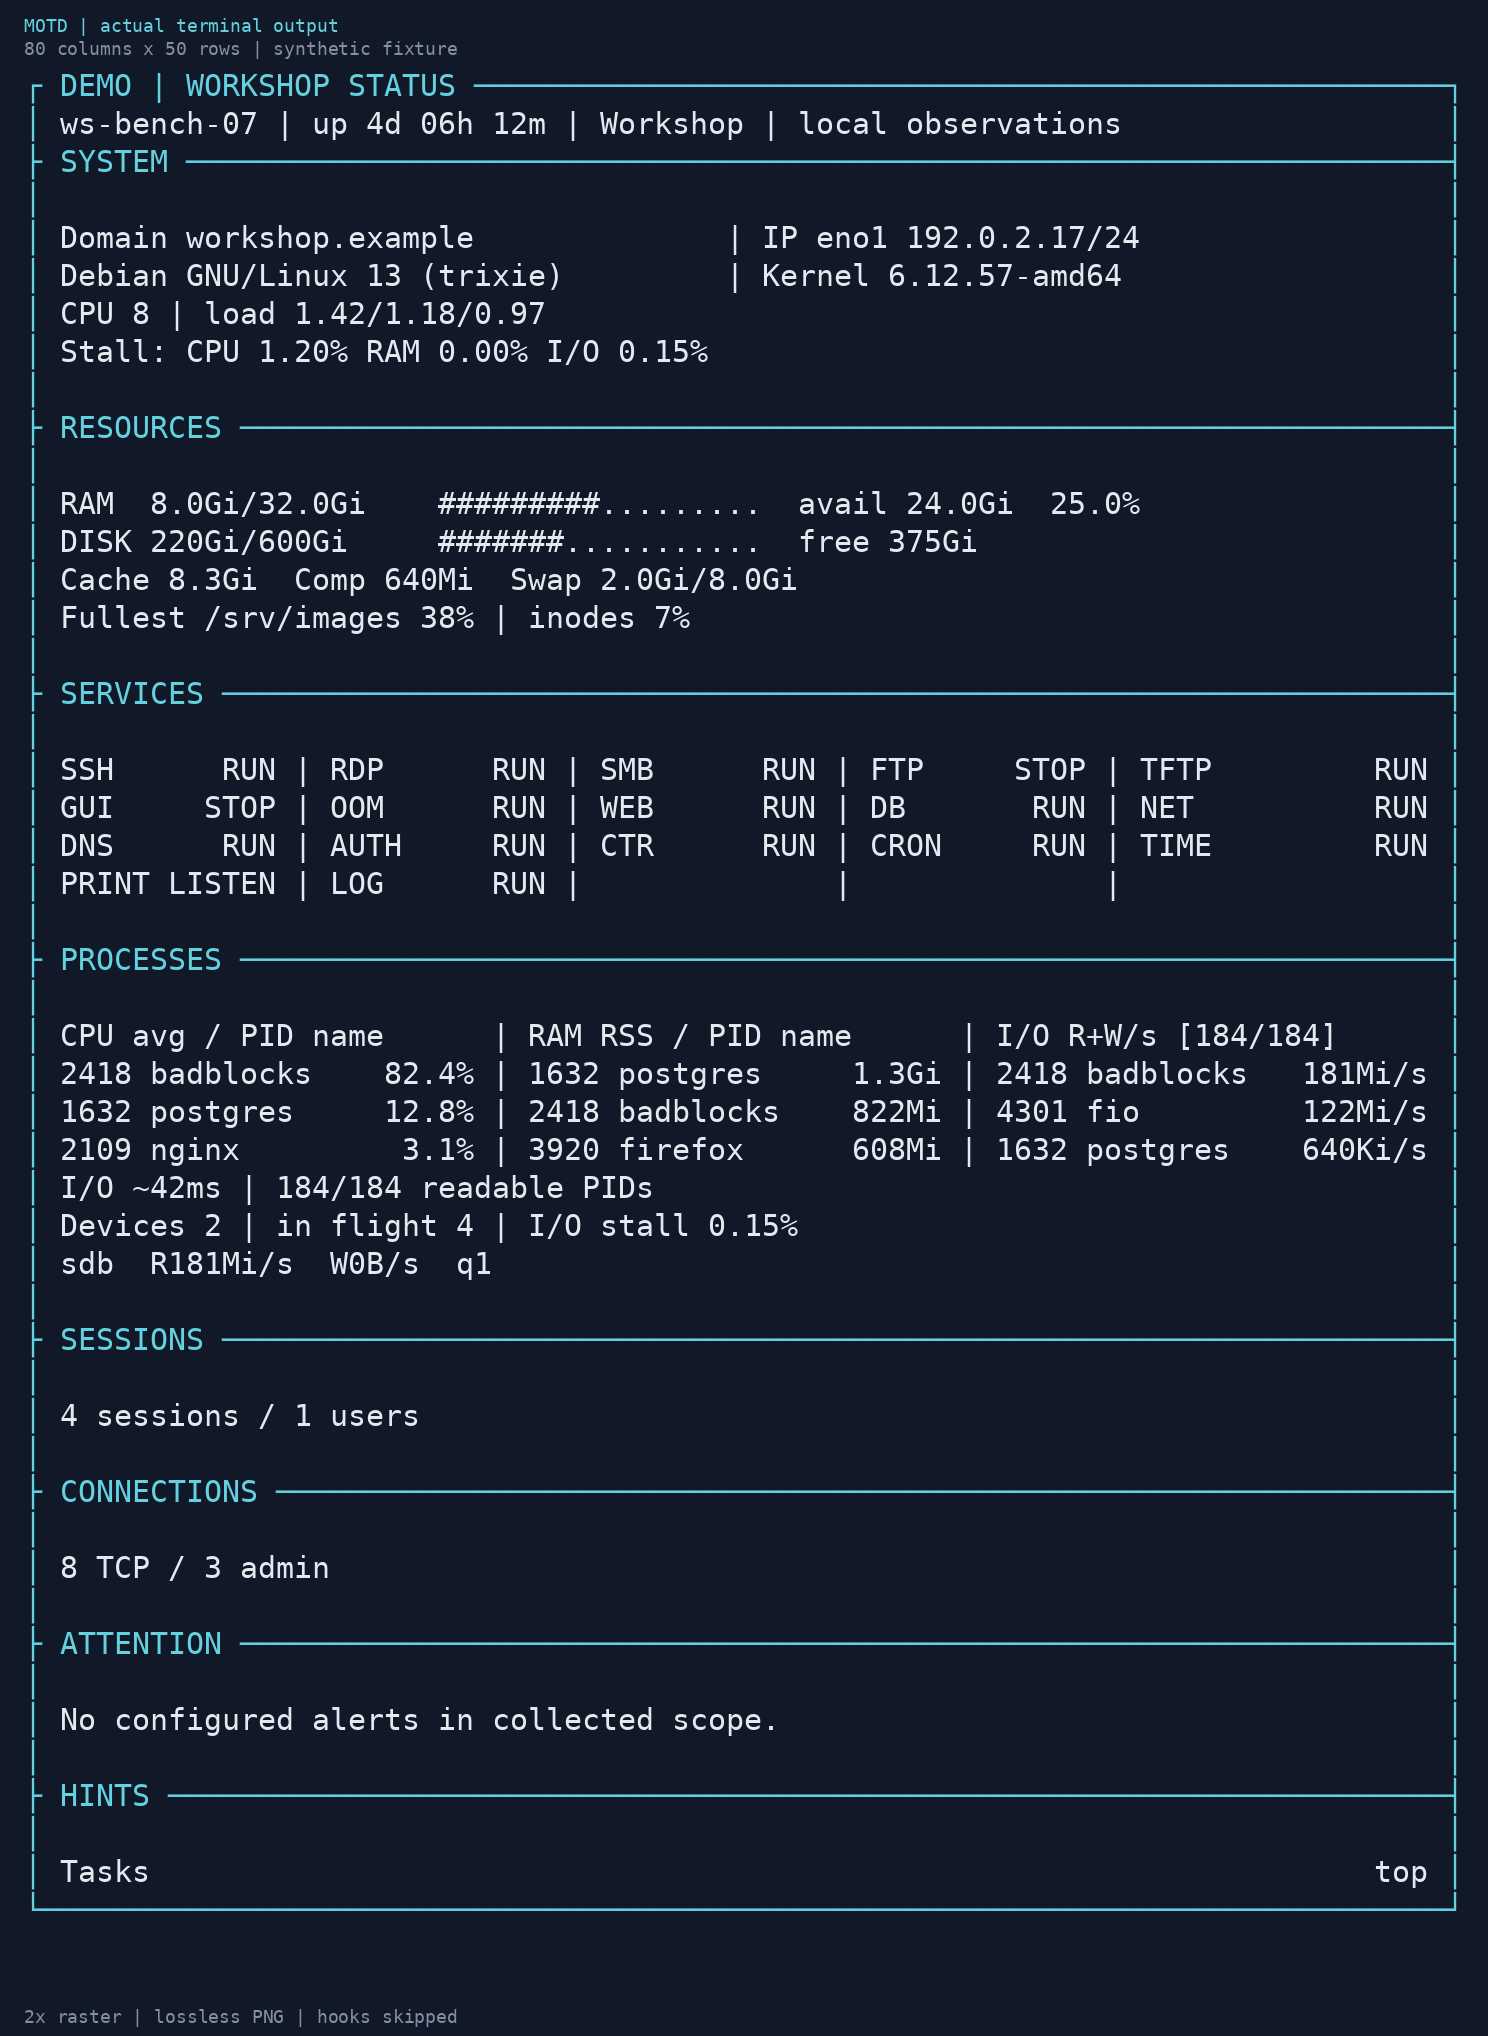 MOTD | actual terminal output
80 columns x 50 rows | synthetic fixture
DEMO | WORKSHOP STATUS
ws-bench-07 | up 4d 06h 12m | Workshop | local observations
SYSTEM
Domain workshop.example              | IP eno1 192.0.2.17/24
Debian GNU/Linux 13 (trixie)         | Kernel 6.12.57-amd64
CPU 8 | load 1.42/1.18/0.97
Stall: CPU 1.20% RAM 0.00% I/O 0.15%
RESOURCES
RAM  8.0Gi/32.0Gi    #########.........  avail 24.0Gi  25.0%
DISK 220Gi/600Gi     #######...........  free 375Gi
Cache 8.3Gi  Comp 640Mi  Swap 2.0Gi/8.0Gi
Fullest /srv/images 38% | inodes 7%
SERVICES
SSH      RUN | RDP      RUN | SMB      RUN | FTP     STOP | TFTP         RUN
GUI     STOP | OOM      RUN | WEB      RUN | DB       RUN | NET          RUN
DNS      RUN | AUTH     RUN | CTR      RUN | CRON     RUN | TIME         RUN
PRINT LISTEN | LOG      RUN |              |              |
PROCESSES
CPU avg / PID name      | RAM RSS / PID name      | I/O R+W/s [184/184]
2418 badblocks    82.4% | 1632 postgres     1.3Gi | 2418 badblocks   181Mi/s
1632 postgres     12.8% | 2418 badblocks    822Mi | 4301 fio         122Mi/s
2109 nginx         3.1% | 3920 firefox      608Mi | 1632 postgres    640Ki/s
I/O ~42ms | 184/184 readable PIDs
Devices 2 | in flight 4 | I/O stall 0.15%
sdb  R181Mi/s  W0B/s  q1
SESSIONS
4 sessions / 1 users
CONNECTIONS
8 TCP / 3 admin
ATTENTION
No configured alerts in collected scope.
HINTS
Tasks                                                                    top
2x raster | lossless PNG | hooks skipped